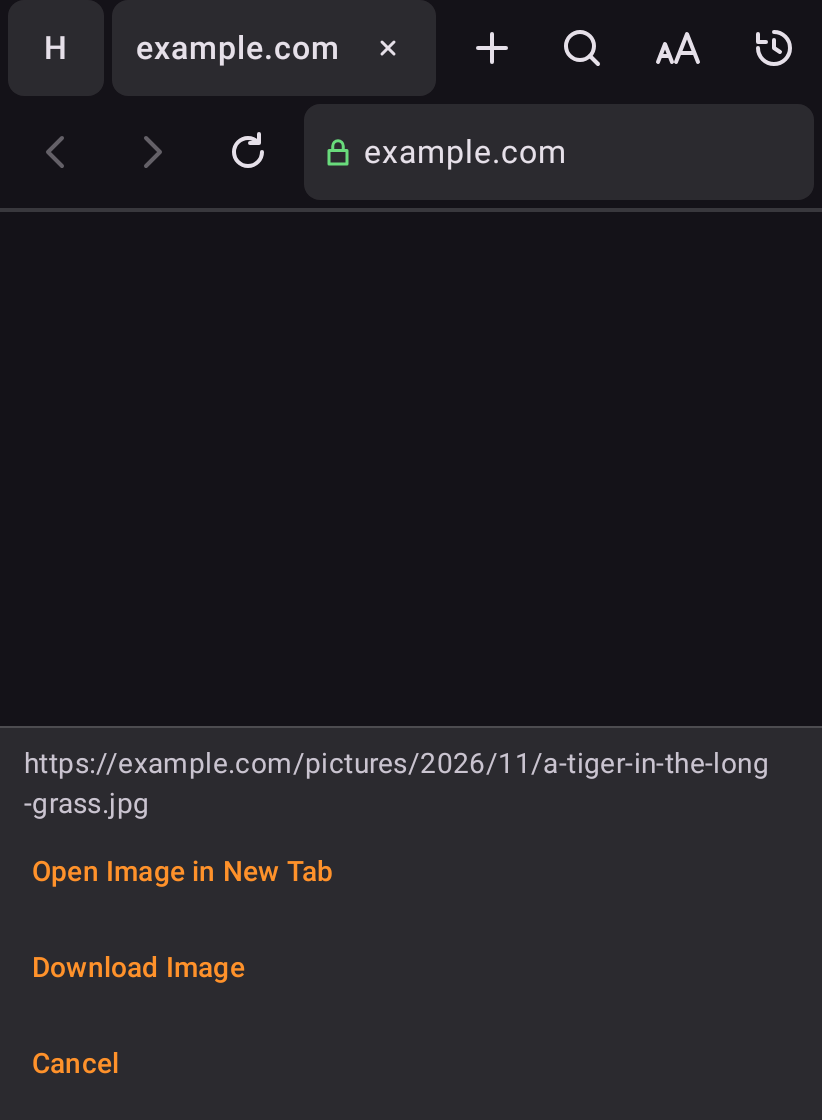 H
example.com
AA
example.com
https://example.com/pictures/2026/11/a-tiger-in-the-long
-grass.jpg
Open Image in New Tab
Download Image
Cancel